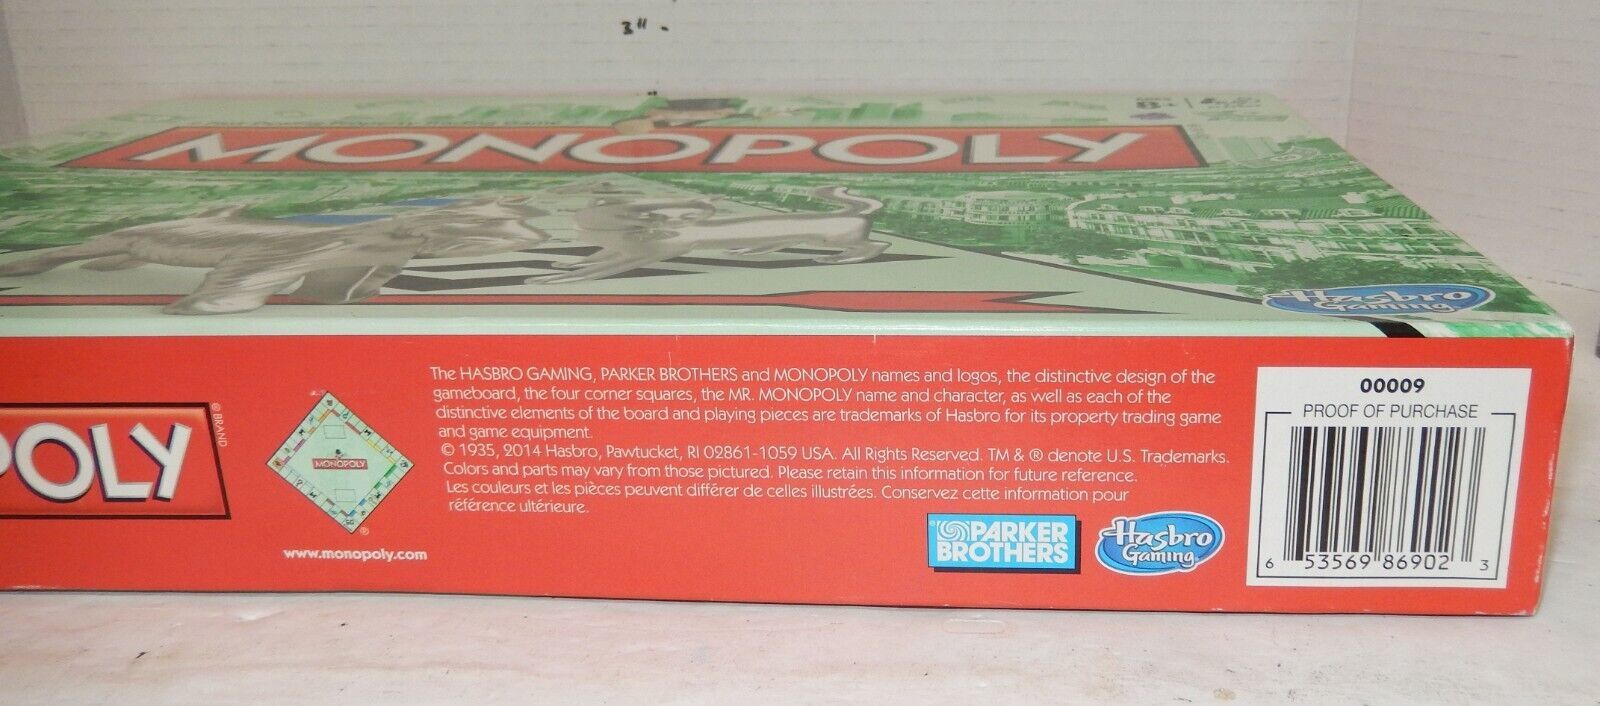 3"
8+
MONOPOLY
Hasbro
Gaming
POLY
® BRAND
MONOPOLY
www.monopoly.com
The HASBRO GAMING, PARKER BROTHERS and MONOPOLY names and logos, the distinctive design of the
gameboard, the four corner squares, the MR. MONOPOLY name and character, as well as each of the
distinctive elements of the board and playing pieces are trademarks of Hasbro for its property trading game
and game equipment.
© 1935, 2014 Hasbro, Pawtucket, RI 02861-1059 USA. All Rights Reserved. TM & ® denote U.S. Trademarks.
Colors and parts may vary from those pictured. Please retain this information for future reference.
Les couleurs et les pièces peuvent différer de celles illustrées. Conservez cette information pour
référence ultérieure.
PARKER
BROTHERS
Hasbro
Gaming
00009
PROOF OF PURCHASE
6 53569 86902 3